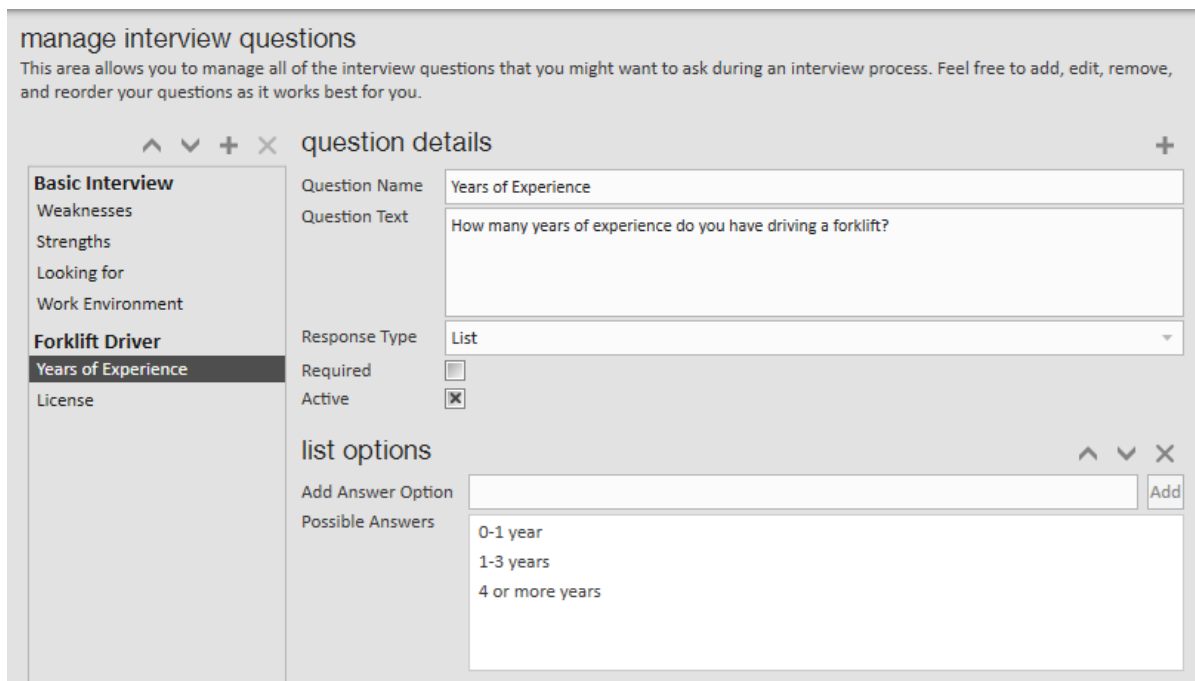 manage interview questions
This area allows you to manage all of the interview questions that you might want to ask during an interview process. Feel free to add, edit, remove,
and reorder your questions as it works best for you.
Basic Interview
Weaknesses
Strengths
Looking for
Work Environment
Forklift Driver
Years of Experience
License
question details
Question Name Years of Experience
Question Text How many years of experience do you have driving a forklift?
Response Type List
Required
Active
list options
Add Answer Option Add
Possible Answers
0-1 year
1-3 years
4 or more years